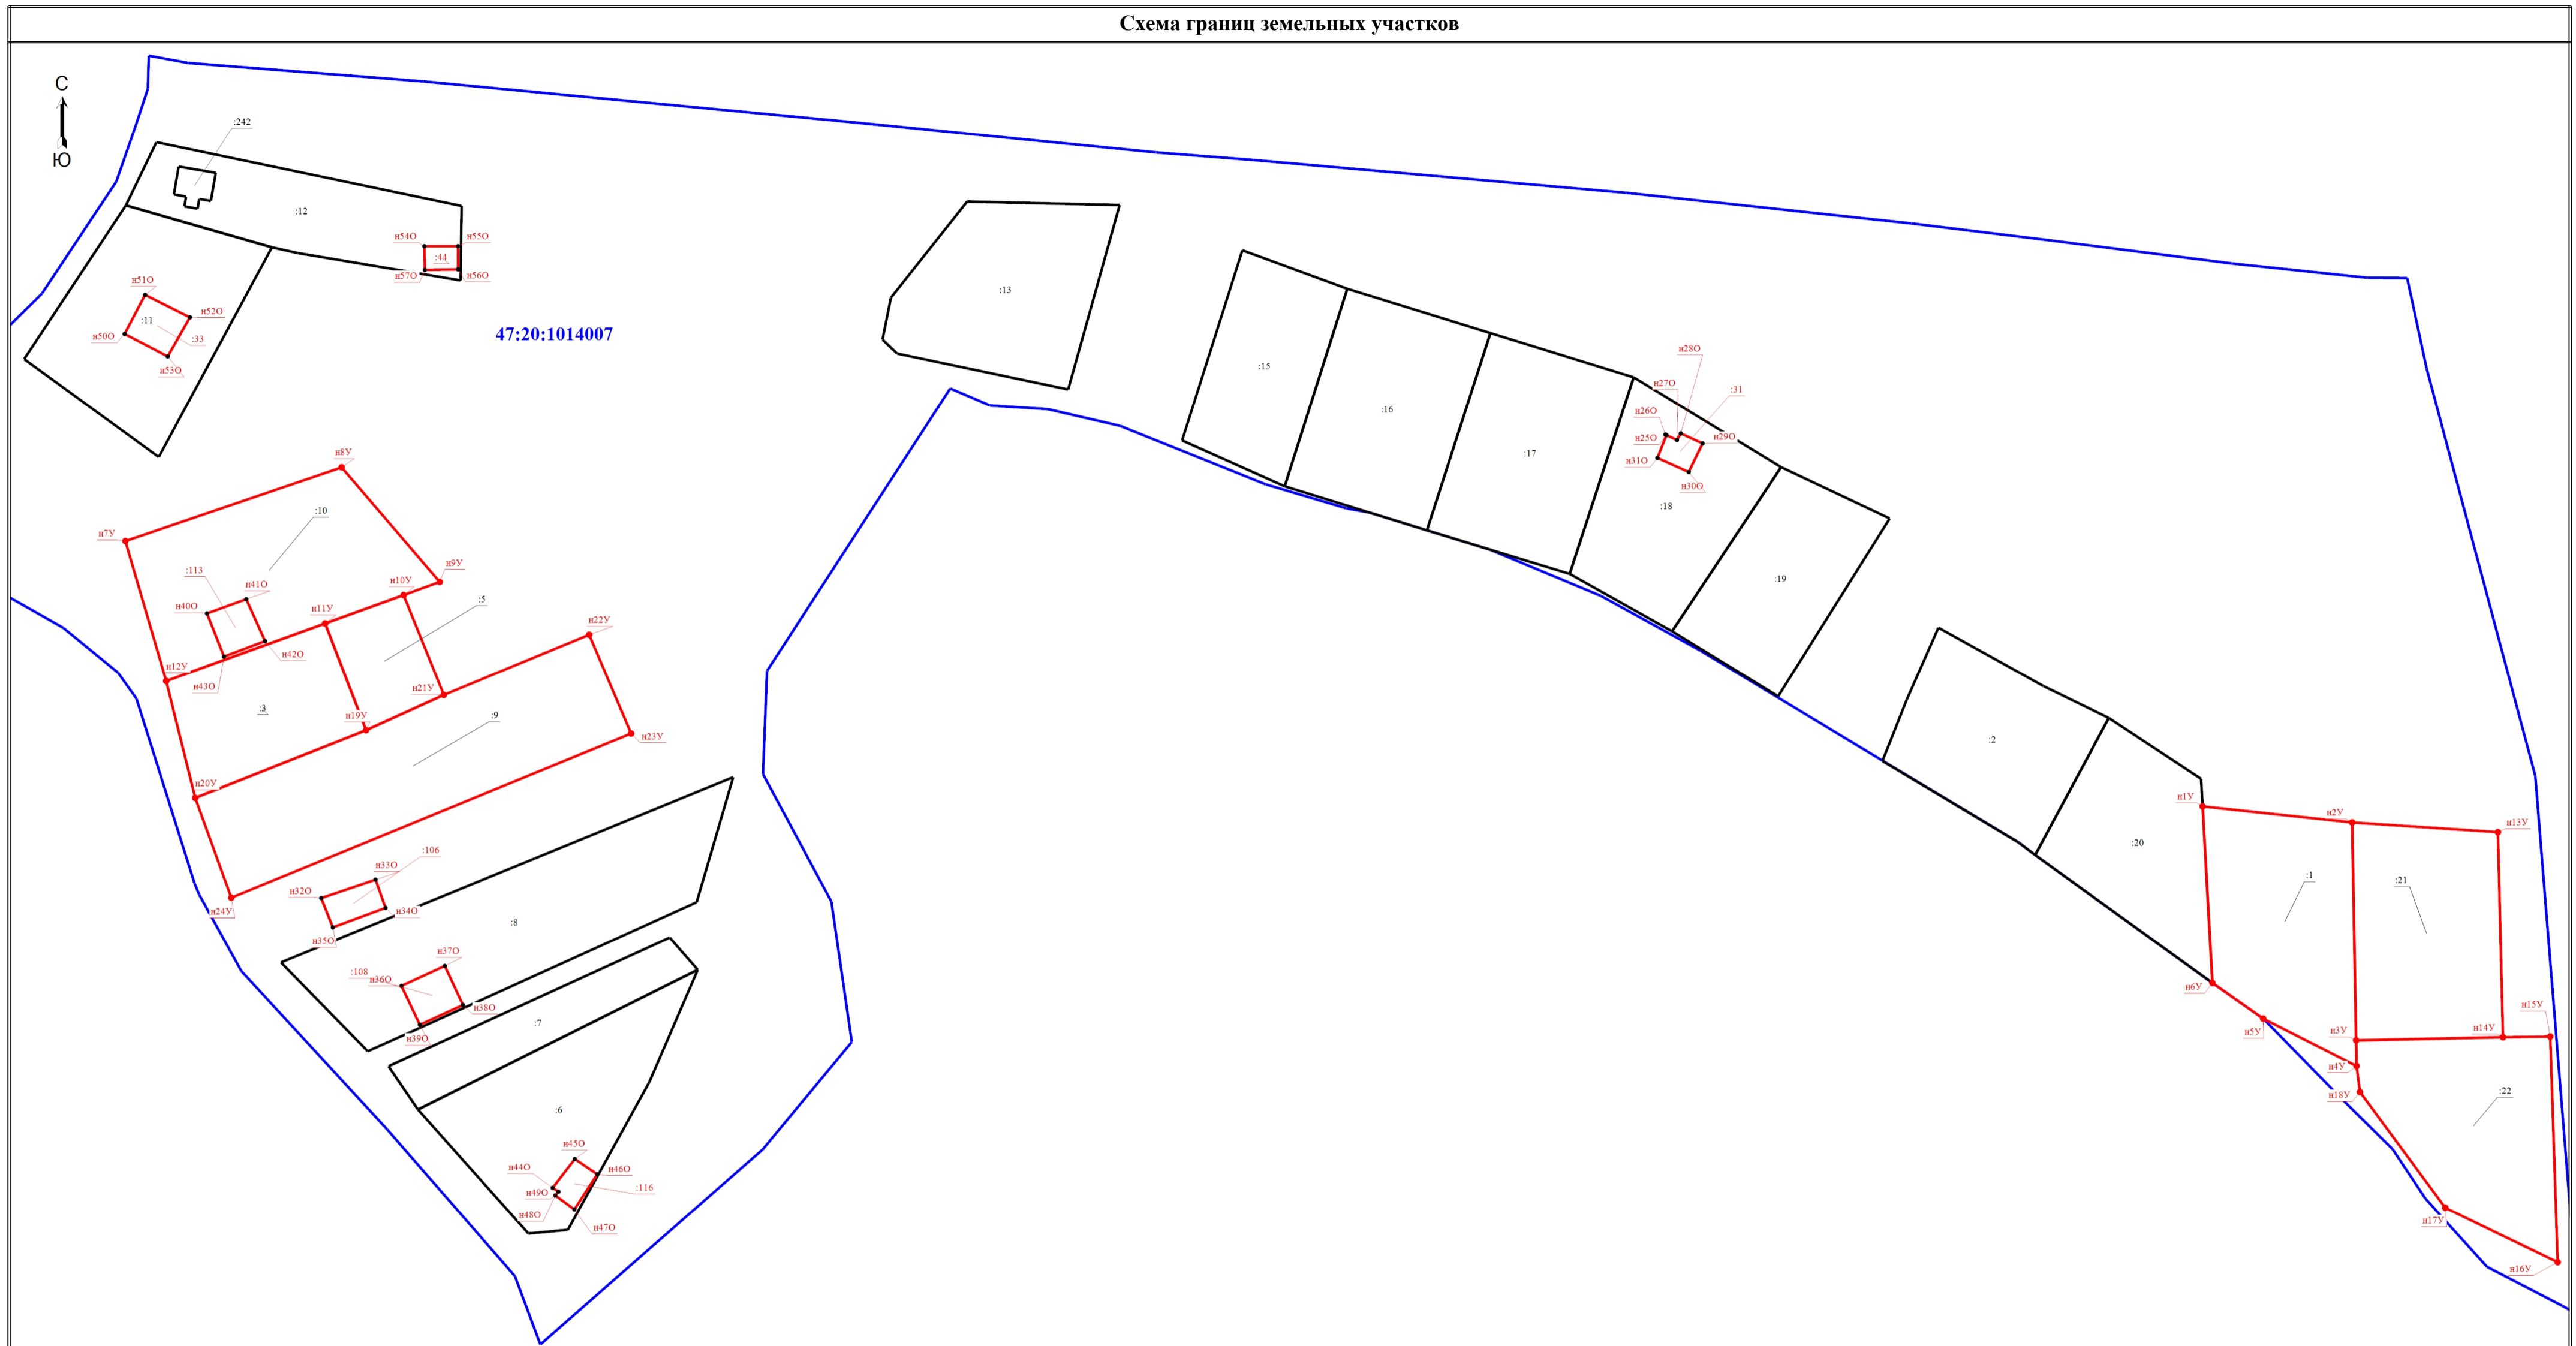 Схема границ земельных участков
С
Ю
:242
:12
н54О
н55О
:44
н57О
н56О
н51О
:11
н52О
н50О
:33
н53О
47:20:1014007
:13
:15
:16
:17
н28О
н27О
:31
н26О
н25О
н29О
н31О
н30О
:18
:19
н8У
:10
н7У
н9У
:113
н41О
н10У
н40О
н11У
:5
н22У
н12У
н42О
н43О
н21У
:3
н19У
:9
н23У
н20У
:2
н1У
н2У
н13У
:20
:106
н33О
н32О
н34О
н24У
н35О
:8
:1
:21
н37О
:108
н36О
н38О
н39О
:7
н6У
н15У
н5У
н3У
н14У
н4У
н18У
:22
:6
н45О
н44О
н46О
н49О
:116
н48О
н47О
н17У
н16У